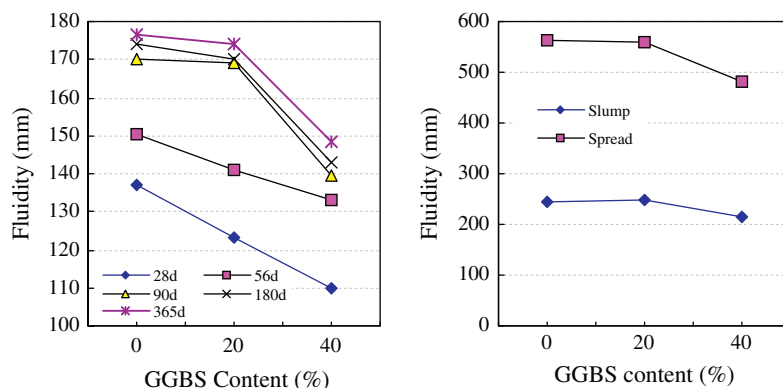 180
170
160
150
140
130
120
110
100
Fluidity (mm)
28d
56d
90d
180d
365d
0
20
40
GGBS Content (%)
600
500
400
300
200
100
0
Fluidity (mm)
Slump
Spread
0
20
40
GGBS content (%)